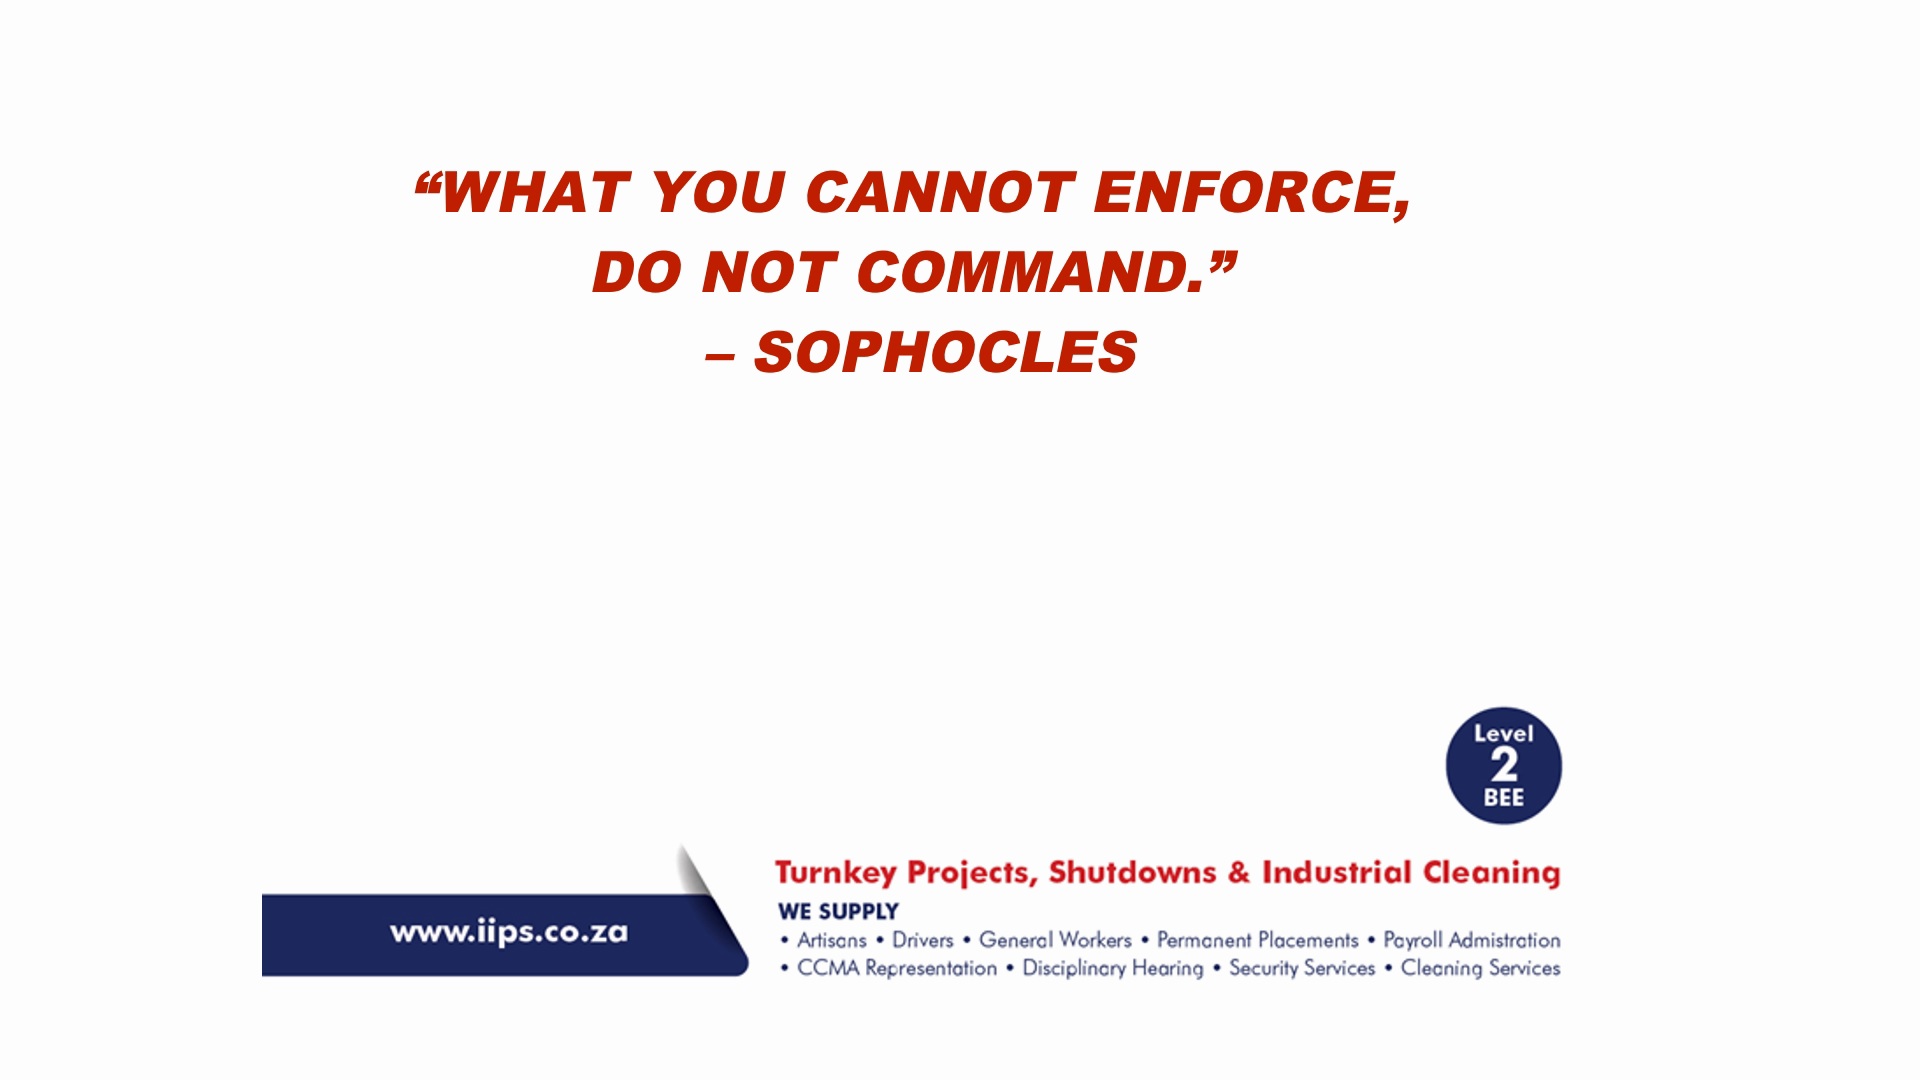 “WHAT YOU CANNOT ENFORCE,
DO NOT COMMAND.”
– SOPHOCLES
Level
2
BEE
Turnkey Projects, Shutdowns & Industrial Cleaning
WE SUPPLY
• Artisans • Drivers • General Workers • Permanent Placements • Payroll Admistration
• CCMA Representation • Disciplinary Hearing • Security Services • Cleaning Services
www.iips.co.za